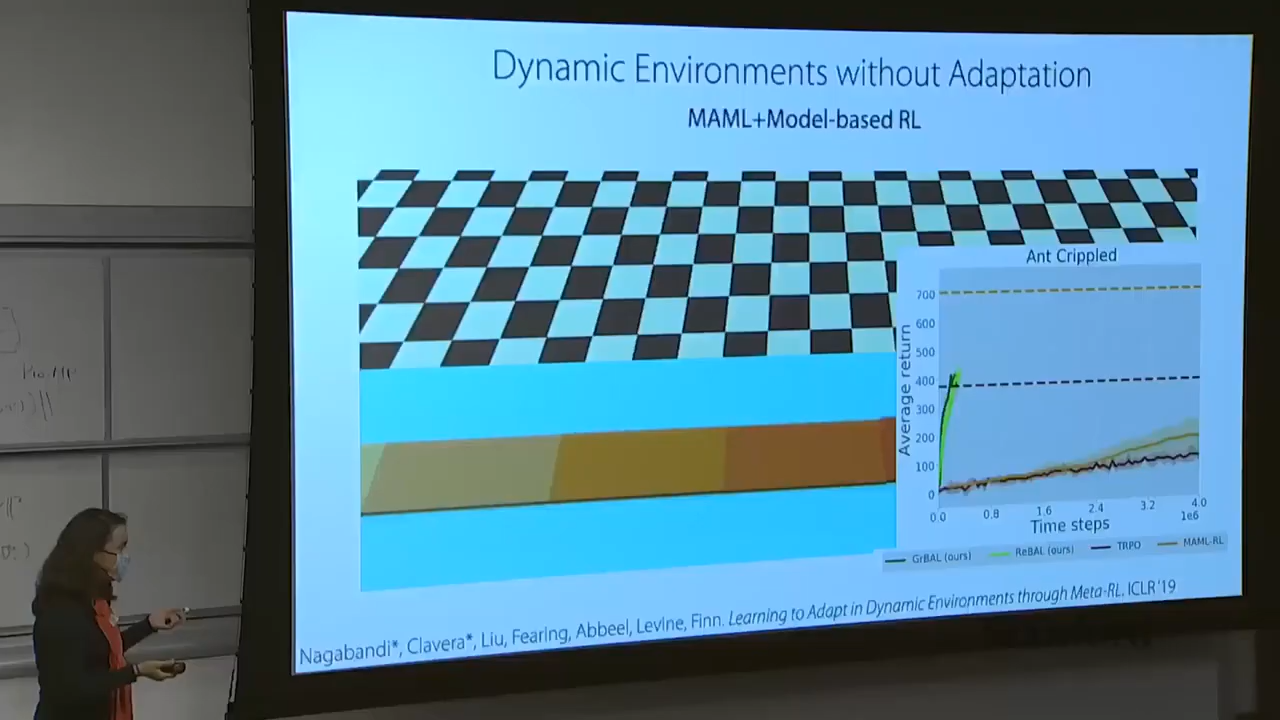 Dynamic Environments without Adaptation
MAML+Model-based RL
Ant Crippled
Average return
700
600
500
400
300
200
100
0
0.0 0.8 1.6 2.4 3.2 4.0
1e6
Time steps
GrBAL (ours) ReBAL (ours) TRPO MAML-RL
Nagabandi*, Clavera*, Liu, Fearing, Abbeel, Levine, Finn. Learning to Adapt in Dynamic Environments through Meta-RL. ICLR '19